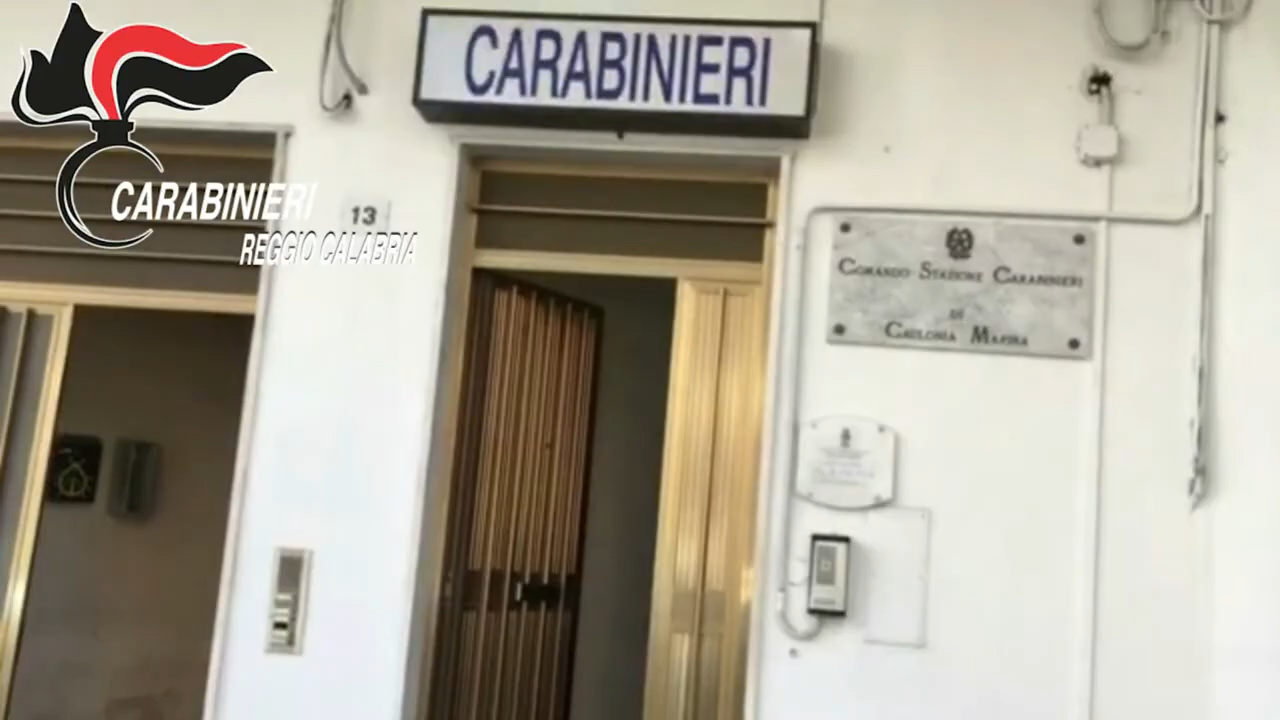 CARABINIERI
CARABINIERI
REGGIO CALABRIA
13
COMANDO STAZIONE CARABINIERI
DI
CAULONIA MARINA